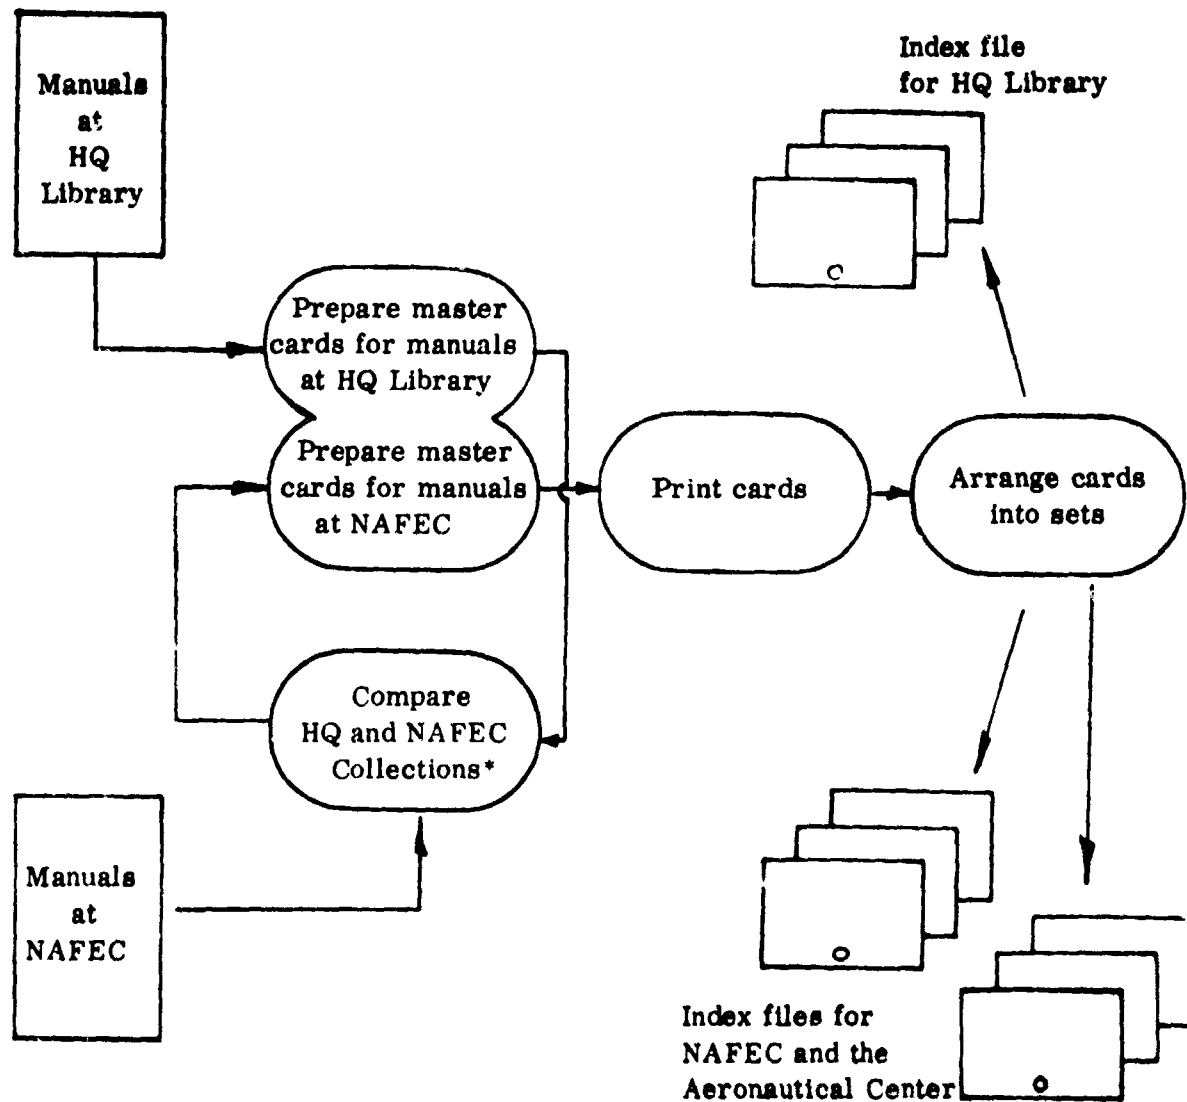 Manuals
at
HQ
Library
Index file
for HQ Library
Prepare master
cards for manuals
at HQ Library
Prepare master
cards for manuals
at NAFEC
Print cards
Arrange cards
into sets
Compare
HQ and NAFEC
Collections*
Manuals
at
NAFEC
Index files for
NAFEC and the
Aeronautical Center